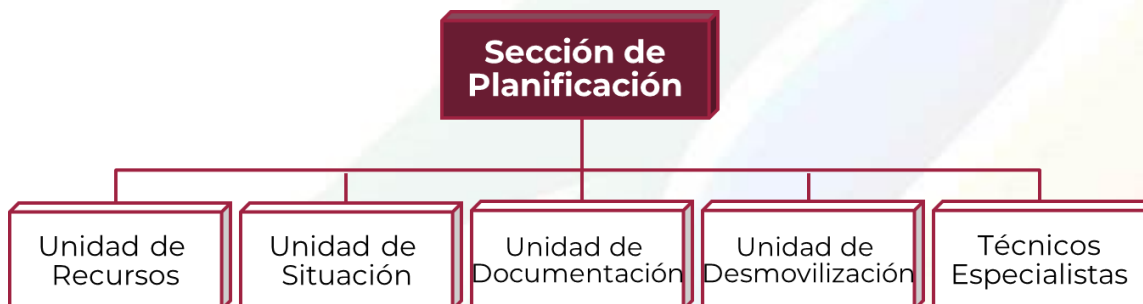 Sección de
Planificación
Unidad de
Recursos
Unidad de
Situación
Unidad de
Documentación
Unidad de
Desmovilización
Técnicos
Especialistas